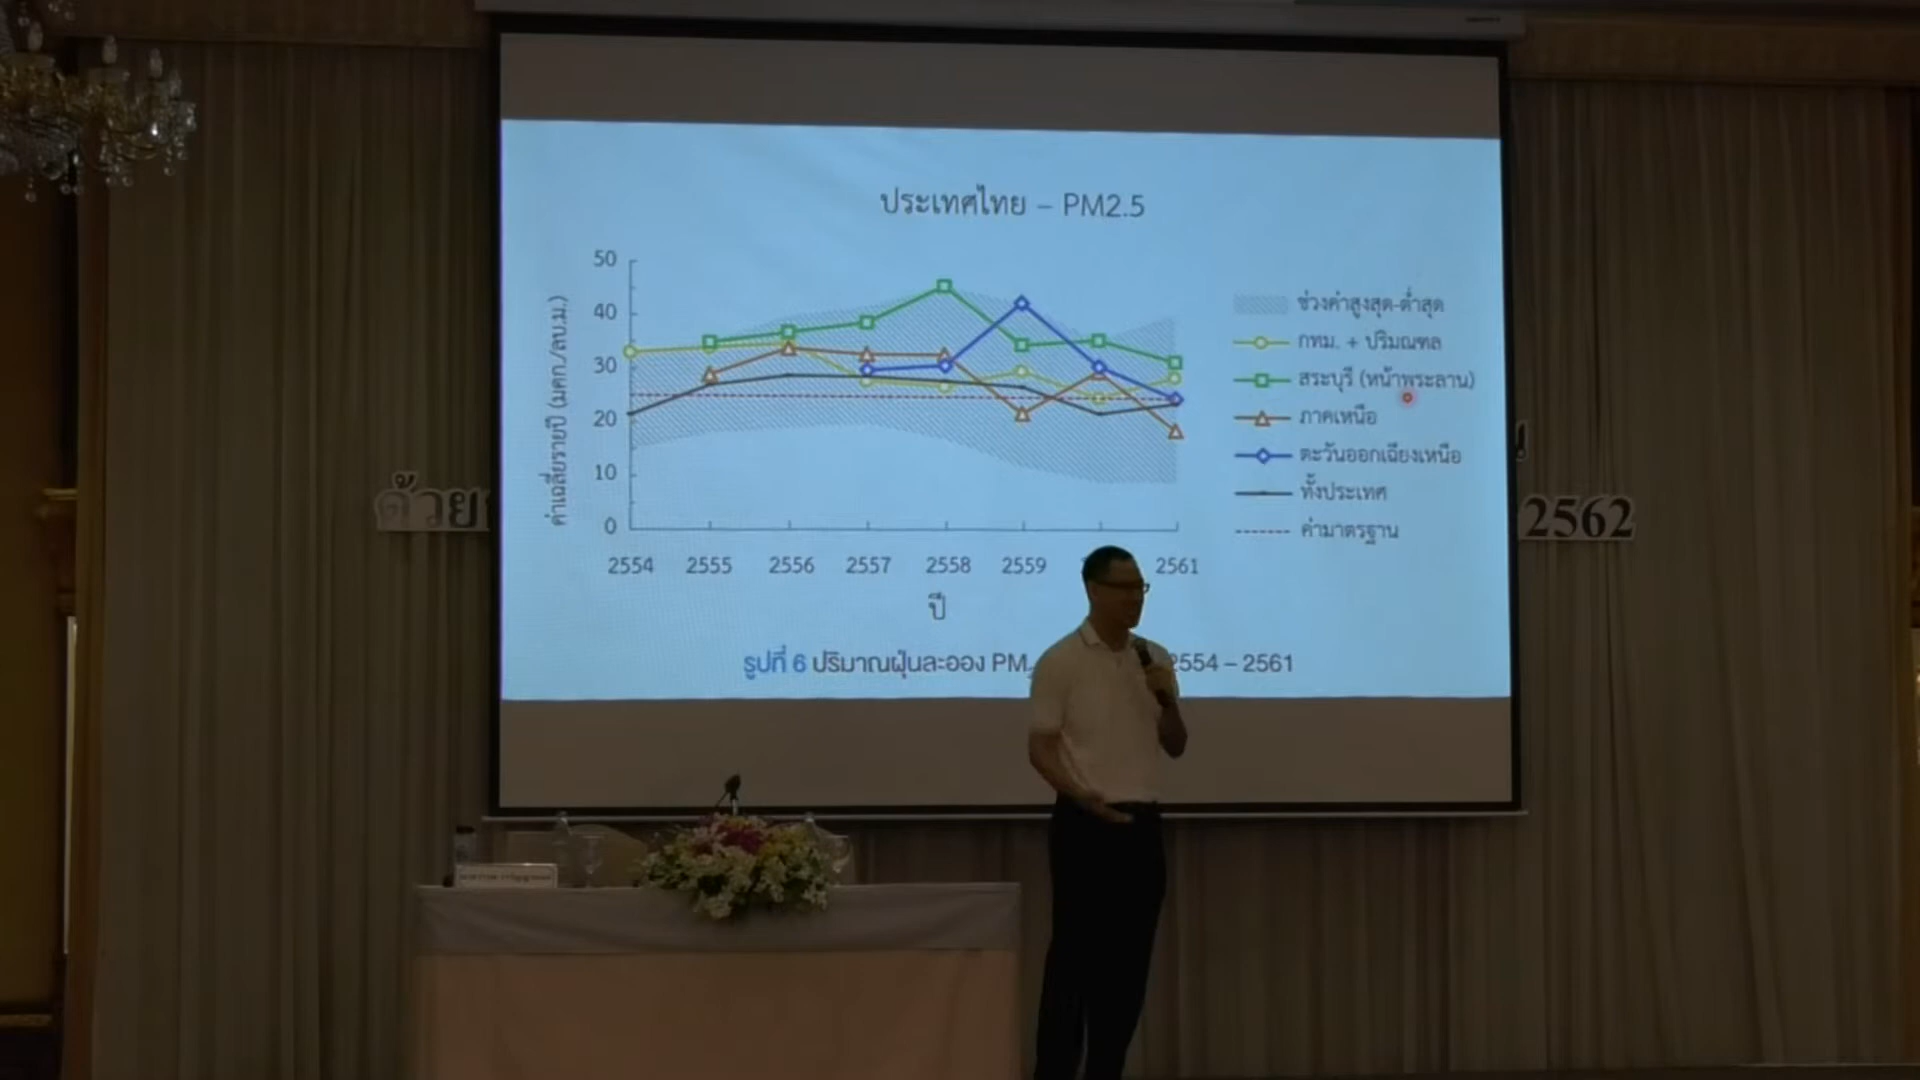 ประเทศไทย – PM2.5
ค่าเฉลี่ยรายปี (มคก./ลบ.ม.)
50
40
30
20
10
0
2554 2555 2556 2557 2558 2559 2561
ปี
ช่วงค่าสูงสุด-ต่ำสุด
กทม. + ปริมณฑล
สระบุรี (หน้าพระลาน)
ภาคเหนือ
ตะวันออกเฉียงเหนือ
ทั้งประเทศ
ค่ามาตรฐาน
รูปที่ 6 ปริมาณฝุ่นละออง PM 2554 – 2561
ด้วย
2562